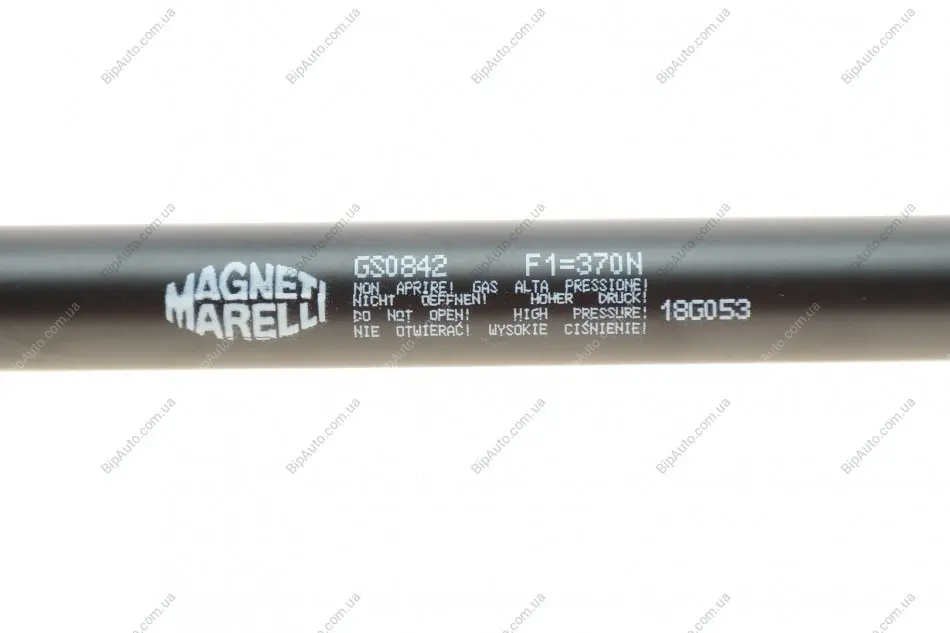 MAGNETI
MARELLI
GS0842 F1=370N
NON APRIRE! GAS ALTA PRESSIONE!
NICHT OEFFNEN! HOHER DRUCK!
DO NOT OPEN! HIGH PRESSURE!
NIE OTWIERAĆ! WYSOKIE CIŚNIENIE!
18G053
BipAuto.com.ua